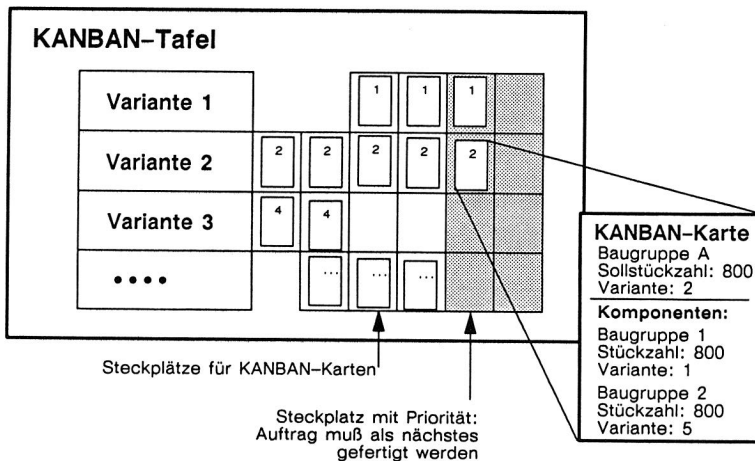 KANBAN–Tafel
Variante 1
1 1 1
Variante 2
2 2 2 2 2
Variante 3
4 4
••••
... ... ...
KANBAN–Karte
Baugruppe A
Sollstückzahl: 800
Variante: 2
Komponenten:
Baugruppe 1
Stückzahl: 800
Variante: 1
Baugruppe 2
Stückzahl: 800
Variante: 5
Steckplätze für KANBAN–Karten
Steckplatz mit Priorität:
Auftrag muß als nächstes
gefertigt werden